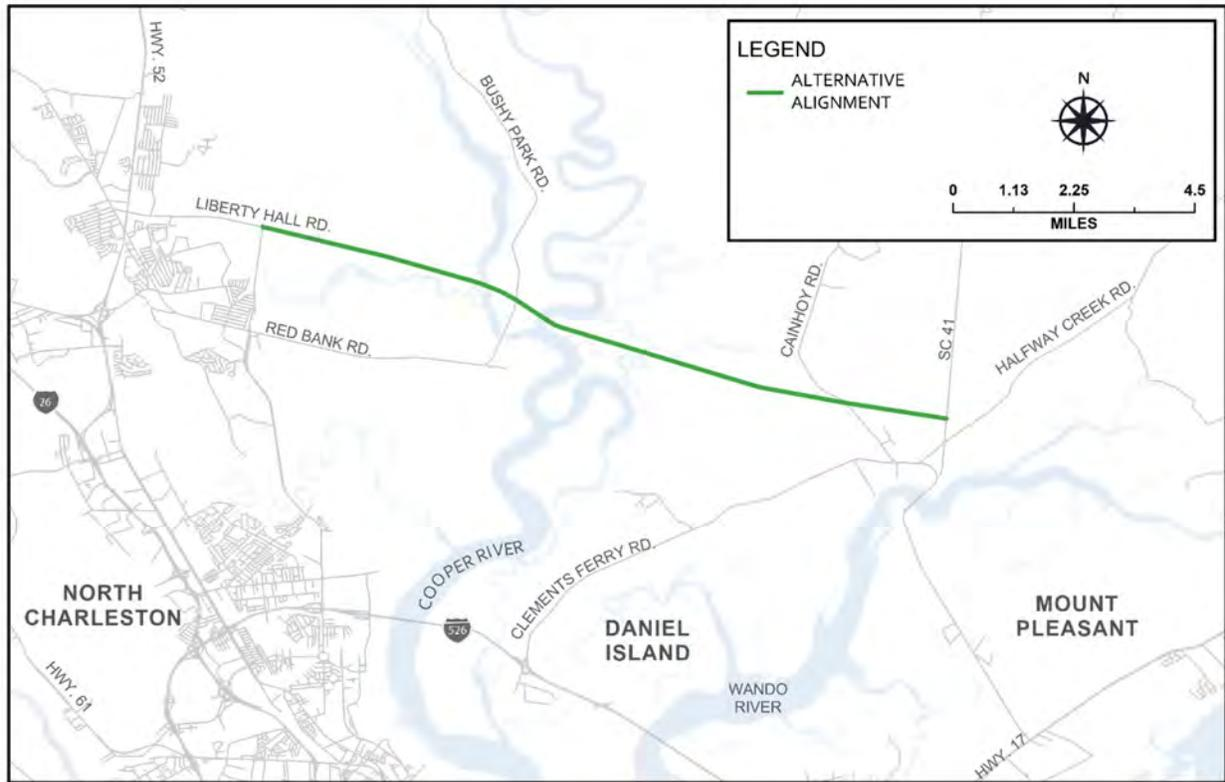 HWY. 52
BUSHY PARK RD.
LEGEND
ALTERNATIVE
ALIGNMENT
N
0 1.13 2.25 4.5
MILES
LIBERTY HALL RD.
RED BANK RD.
CAINHOY RD.
SC 41
HALFWAY CREEK RD.
26
COOPER RIVER
CLEMENTS FERRY RD.
NORTH
CHARLESTON
526
DANIEL
ISLAND
MOUNT
PLEASANT
WANDO
RIVER
HWY. 61
HWY. 17